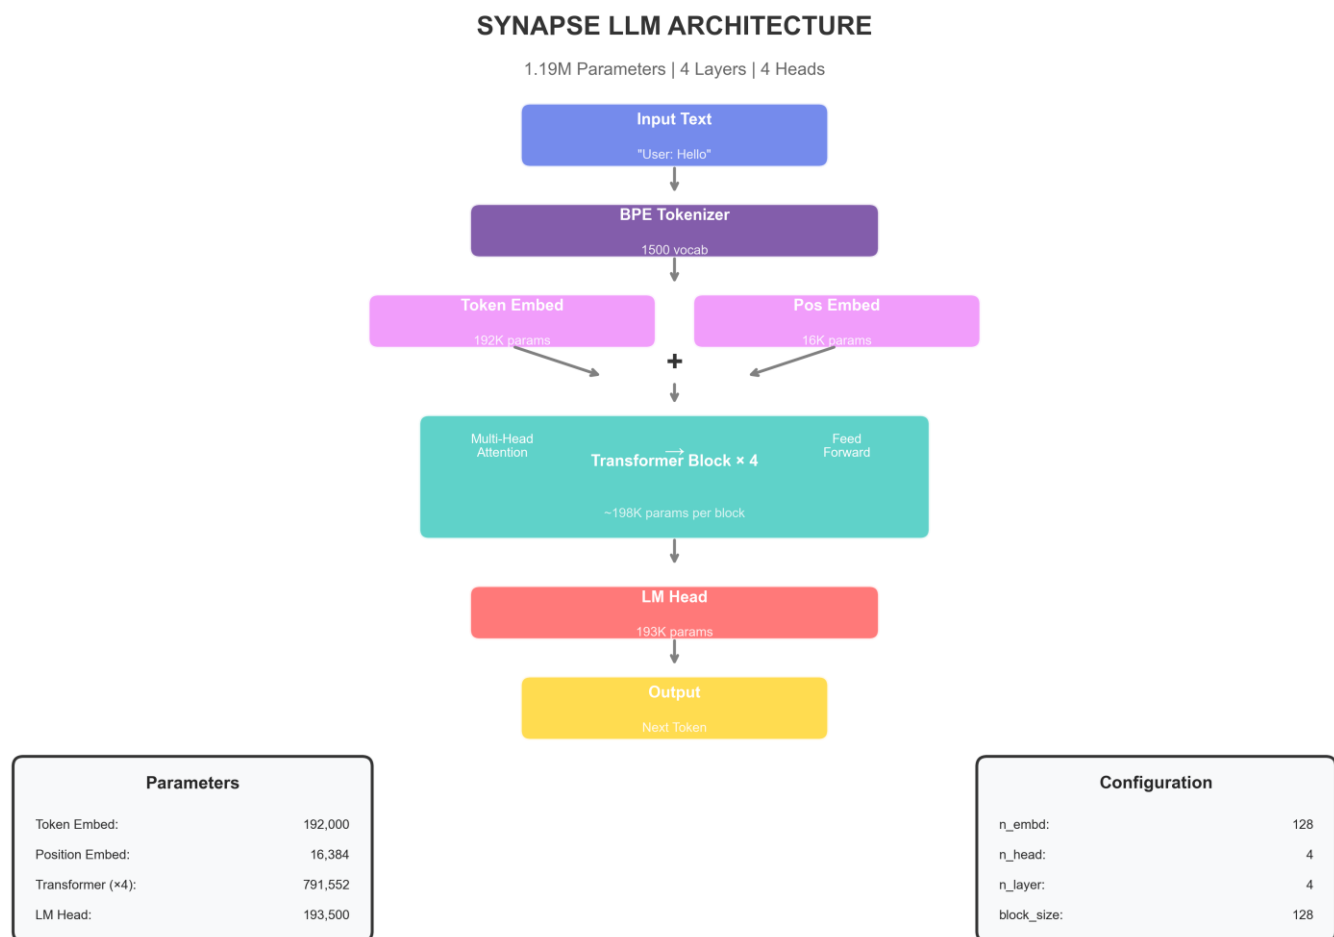 SYNAPSE LLM ARCHITECTURE
1.19M Parameters | 4 Layers | 4 Heads
Input Text
"User: Hello"
BPE Tokenizer
1500 vocab
Token Embed
192K params
Pos Embed
16K params
+
Multi-Head
Attention
→
Transformer Block × 4
Feed
Forward
~198K params per block
LM Head
193K params
Output
Next Token
Parameters
Token Embed: 192,000
Position Embed: 16,384
Transformer (×4): 791,552
LM Head: 193,500
Configuration
n_embd: 128
n_head: 4
n_layer: 4
block_size: 128